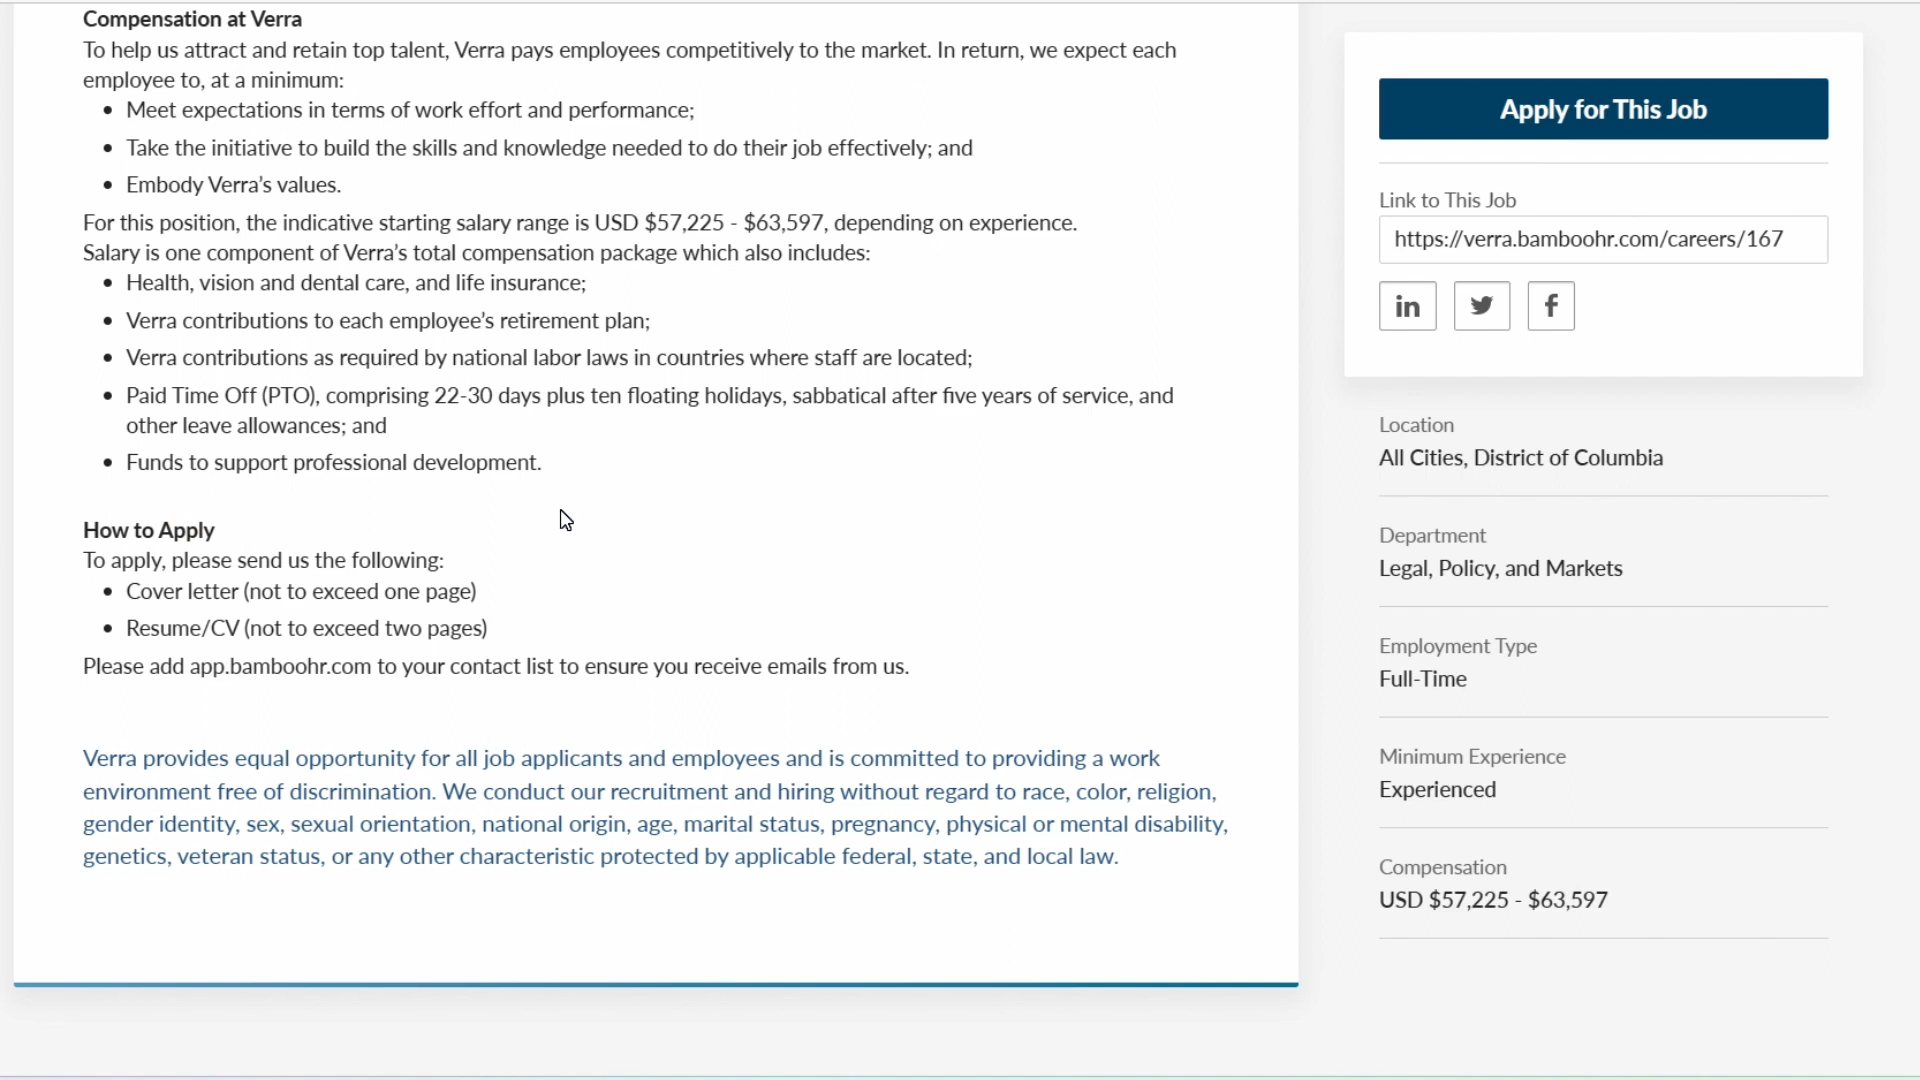 Compensation at Verra
To help us attract and retain top talent, Verra pays employees competitively to the market. In return, we expect each
employee to, at a minimum:
• Meet expectations in terms of work effort and performance;
• Take the initiative to build the skills and knowledge needed to do their job effectively; and
• Embody Verra's values.
For this position, the indicative starting salary range is USD $57,225 - $63,597, depending on experience.
Salary is one component of Verra's total compensation package which also includes:
• Health, vision and dental care, and life insurance;
• Verra contributions to each employee's retirement plan;
• Verra contributions as required by national labor laws in countries where staff are located;
• Paid Time Off (PTO), comprising 22-30 days plus ten floating holidays, sabbatical after five years of service, and
other leave allowances; and
• Funds to support professional development.
How to Apply
To apply, please send us the following:
• Cover letter (not to exceed one page)
• Resume/CV (not to exceed two pages)
Please add app.bamboohr.com to your contact list to ensure you receive emails from us.
Verra provides equal opportunity for all job applicants and employees and is committed to providing a work
environment free of discrimination. We conduct our recruitment and hiring without regard to race, color, religion,
gender identity, sex, sexual orientation, national origin, age, marital status, pregnancy, physical or mental disability,
genetics, veteran status, or any other characteristic protected by applicable federal, state, and local law.
Apply for This Job
Link to This Job
https://verra.bamboohr.com/careers/167
in
f
Location
All Cities, District of Columbia
Department
Legal, Policy, and Markets
Employment Type
Full-Time
Minimum Experience
Experienced
Compensation
USD $57,225 - $63,597